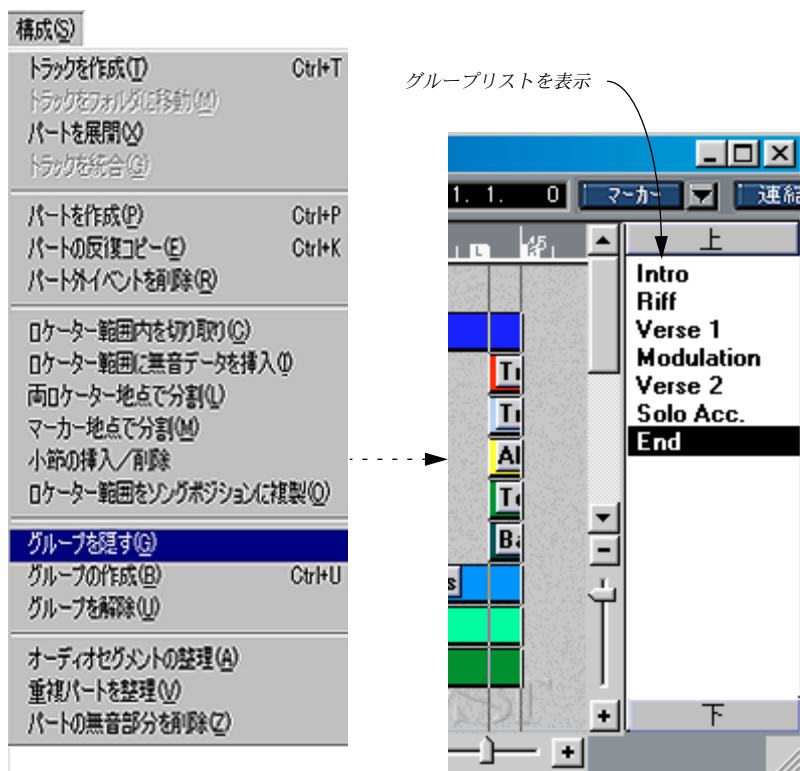 構成(S)
トラックを作成(T) Ctrl+T
トラックをフォルダに移動(M)
パートを展開(X)
トラックを統合(G)
パートを作成(P) Ctrl+P
パートの反復コピー(E) Ctrl+K
パート外イベントを削除(R)
ロケーター範囲内を切り取り(C)
ロケーター範囲に無音データを挿入(I)
両ロケーター地点で分割(L)
マーカー地点で分割(M)
小節の挿入／削除
ロケーター範囲をソングポジションに複製(O)
グループを隠す(G)
グループの作成(B) Ctrl+U
グループを解除(U)
オーディオセグメントの整理(A)
重複パートを整理(V)
パートの無音部分を削除(Z)
グループリストを表示
1. 1. 0 マーカー 連結
L 45
上
Intro
Riff
Verse 1
Modulation
Verse 2
Solo Acc.
End
Al
Ba
s
下